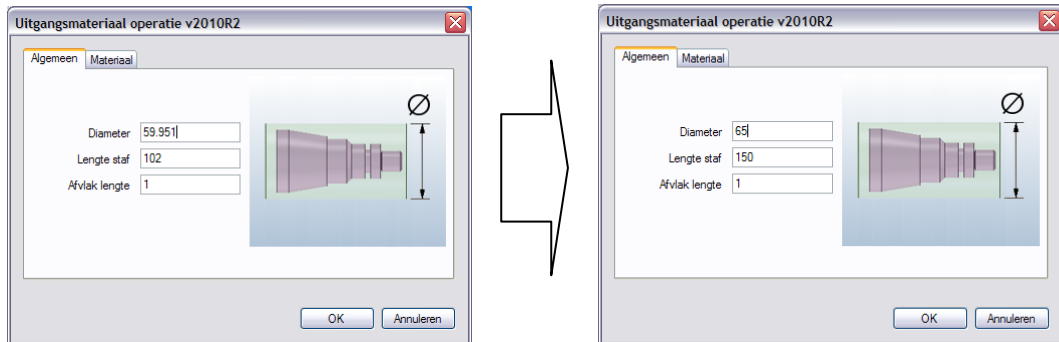 Uitgangsmateriaal operatie v2010R2
Algemeen Materiaal
Diameter 59.951
Lengte staf 102
Afvlak lengte 1
Ø
OK Annuleren
Uitgangsmateriaal operatie v2010R2
Algemeen Materiaal
Diameter 65
Lengte staf 150
Afvlak lengte 1
Ø
OK Annuleren